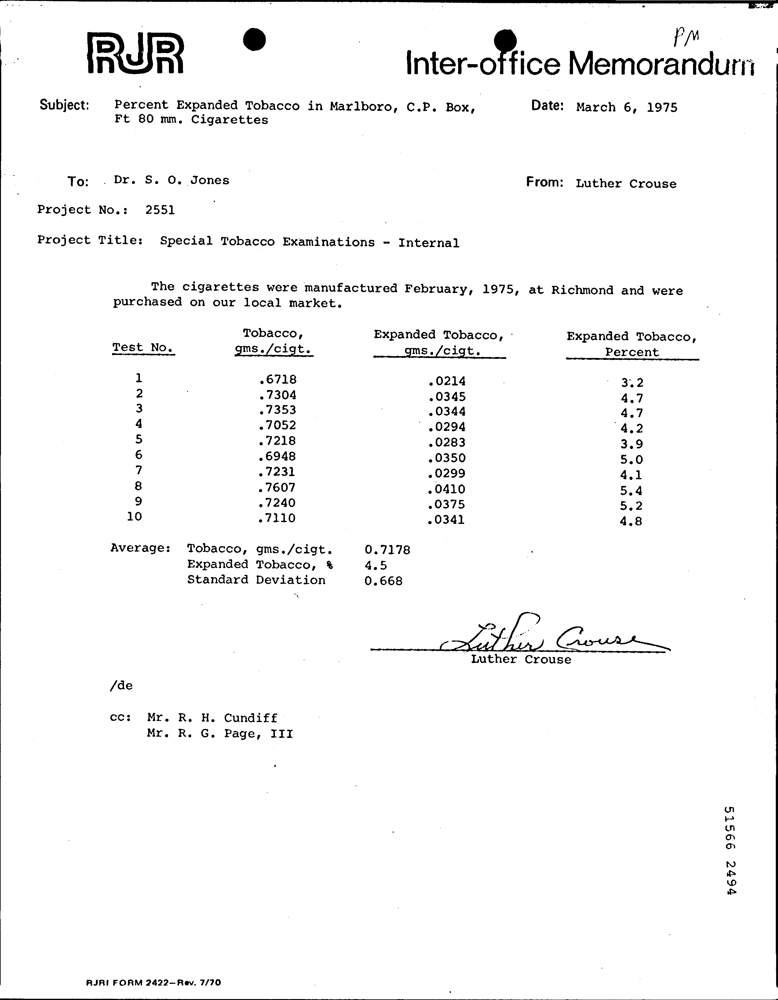 RJR
PM
Inter-office Memorandum
Subject: Percent Expanded Tobacco in Marlboro, C.P. Box, Date: March 6, 1975
Ft 80 mm. Cigarettes
To: Dr. S. O. Jones From: Luther Crouse
Project No.: 2551
Project Title: Special Tobacco Examinations - Internal
The cigarettes were manufactured February, 1975, at Richmond and were
purchased on our local market.
Tobacco, Expanded Tobacco, Expanded Tobacco,
Test No. gms./cigt. gms./cigt. Percent
1 .6718 .0214 3.2
2 .7304 .0345 4.7
3 .7353 .0344 4.7
4 .7052 .0294 4.2
5 .7218 .0283 3.9
6 .6948 .0350 5.0
7 .7231 .0299 4.1
8 .7607 .0410 5.4
9 .7240 .0375 5.2
10 .7110 .0341 4.8
Average: Tobacco, gms./cigt. 0.7178
Expanded Tobacco, % 4.5
Standard Deviation 0.668
Luther Crouse
Luther Crouse
/de
cc: Mr. R. H. Cundiff
Mr. R. G. Page, III
51566 2494
RJRI FORM 2422-Rev. 7/70